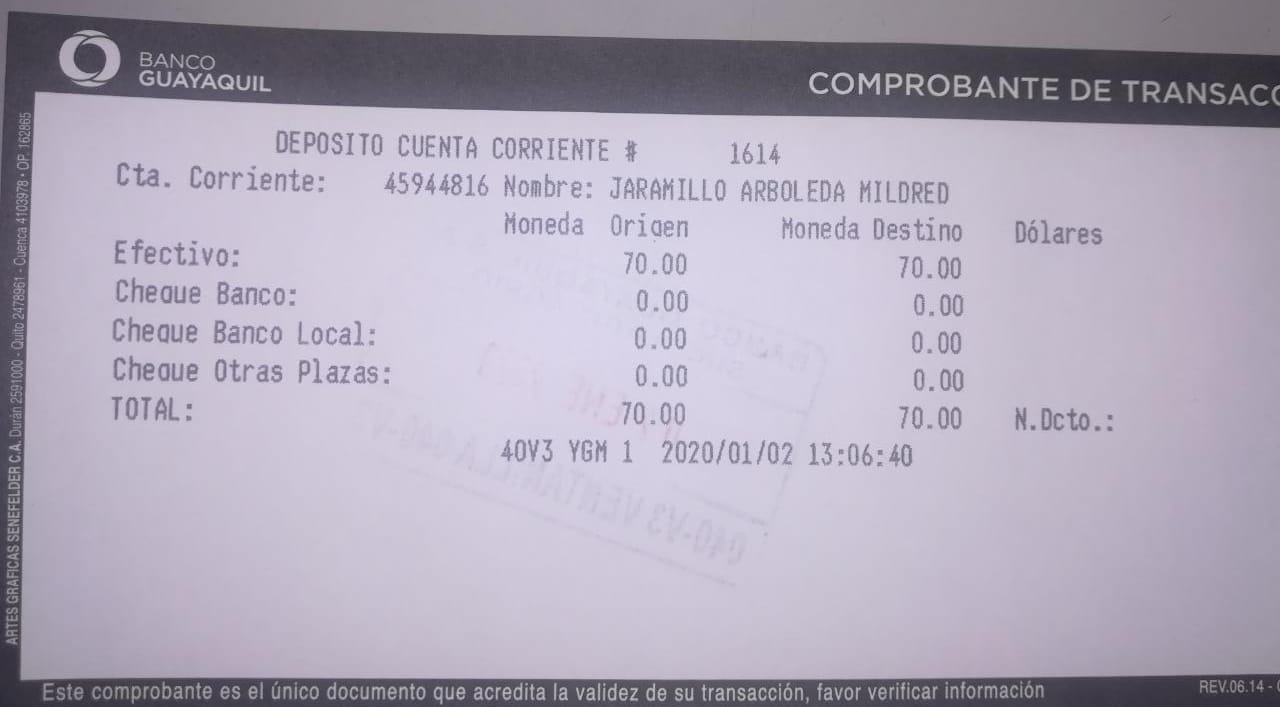 BANCO
GUAYAQUIL
COMPROBANTE DE TRANSACC
DEPOSITO CUENTA CORRIENTE # 1614
Cta. Corriente: 45944816 Nombre: JARAMILLO ARBOLEDA MILDRED
Moneda Origen Moneda Destino Dólares
Efectivo: 70.00 70.00
Cheque Banco: 0.00 0.00
Cheque Banco Local: 0.00 0.00
Cheque Otras Plazas: 0.00 0.00
TOTAL: 70.00 70.00 N.Dcto.:
40V3 YGM 1 2020/01/02 13:06:40
040-V3 VENTANILLA 040-V3
Este comprobante es el único documento que acredita la validez de su transacción, favor verificar información
REV.06.14 -
ARTES GRAFICAS SENEFELDER C.A. Durán 2591000 - Quito 2478961 - Cuenca 4103978 • OP. 162865